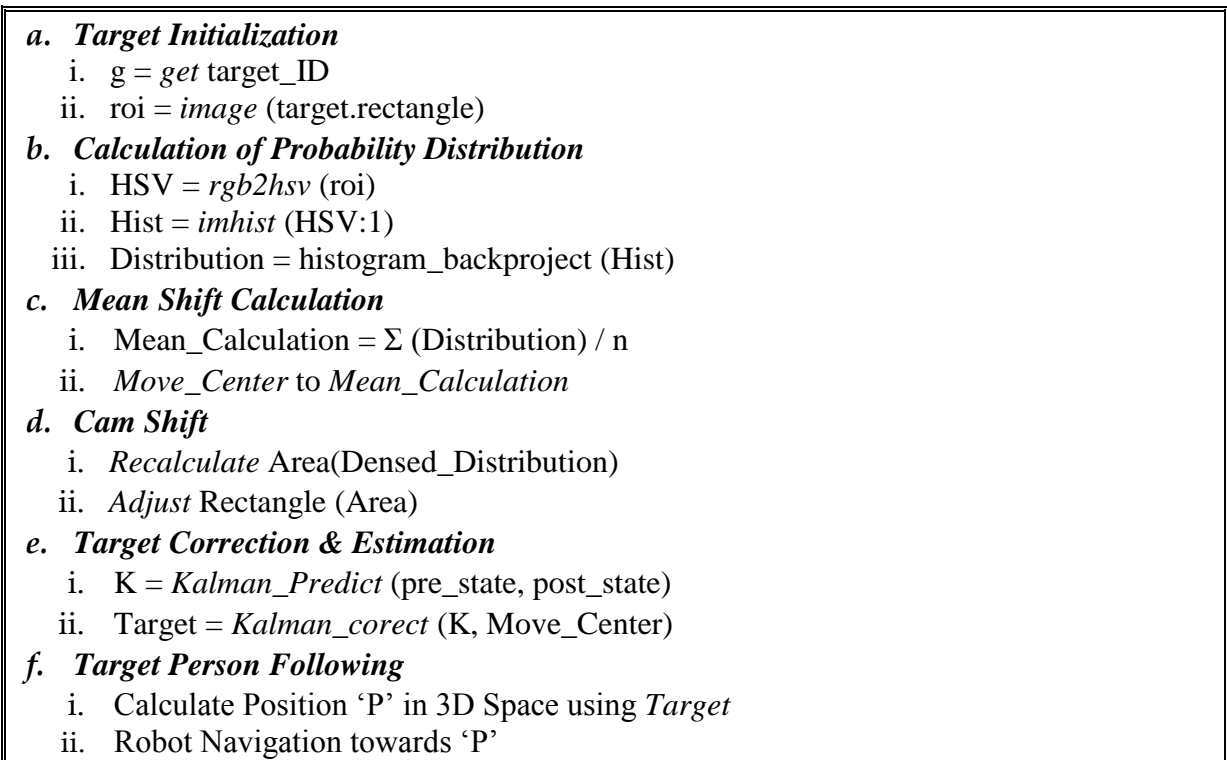 a. Target Initialization
i. g = get target_ID
ii. roi = image (target.rectangle)
b. Calculation of Probability Distribution
i. HSV = rgb2hsv (roi)
ii. Hist = imhist (HSV:1)
iii. Distribution = histogram_backproject (Hist)
c. Mean Shift Calculation
i. Mean_Calculation = Σ (Distribution) / n
ii. Move_Center to Mean_Calculation
d. Cam Shift
i. Recalculate Area(Densed_Distribution)
ii. Adjust Rectangle (Area)
e. Target Correction & Estimation
i. K = Kalman_Predict (pre_state, post_state)
ii. Target = Kalman_corect (K, Move_Center)
f. Target Person Following
i. Calculate Position ‘P’ in 3D Space using Target
ii. Robot Navigation towards ‘P’